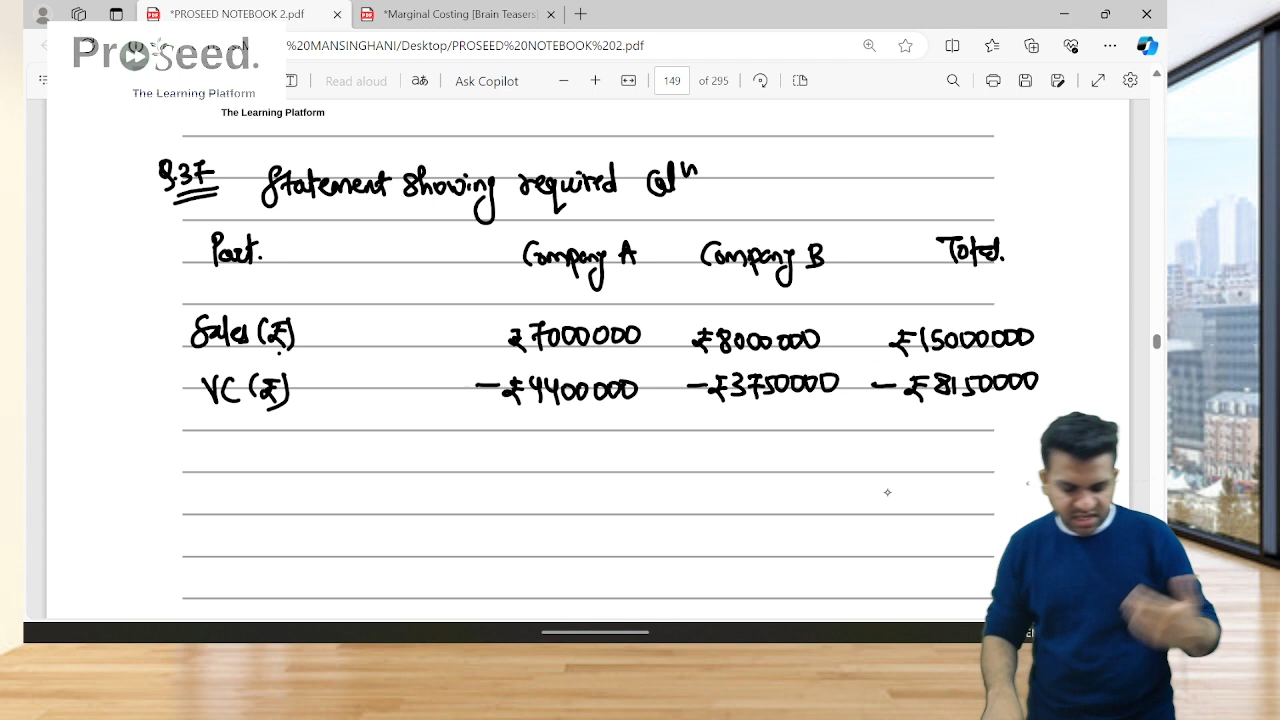 *PROSEED NOTEBOOK 2.pdf
*Marginal Costing [Brain Teasers]
Proseed.
The Learning Platform
%20MANSINGHANI/Desktop/PROSEED%20NOTEBOOK%202.pdf
Read aloud
aあ
Ask Copilot
149 of 295
The Learning Platform
Q.37 Statement showing required Calⁿ
Part. Company A Company B Total.
Sales (₹) ₹7000000 ₹8000000 ₹15000000
VC (₹) -₹4400000 -₹3750000 -₹8150000